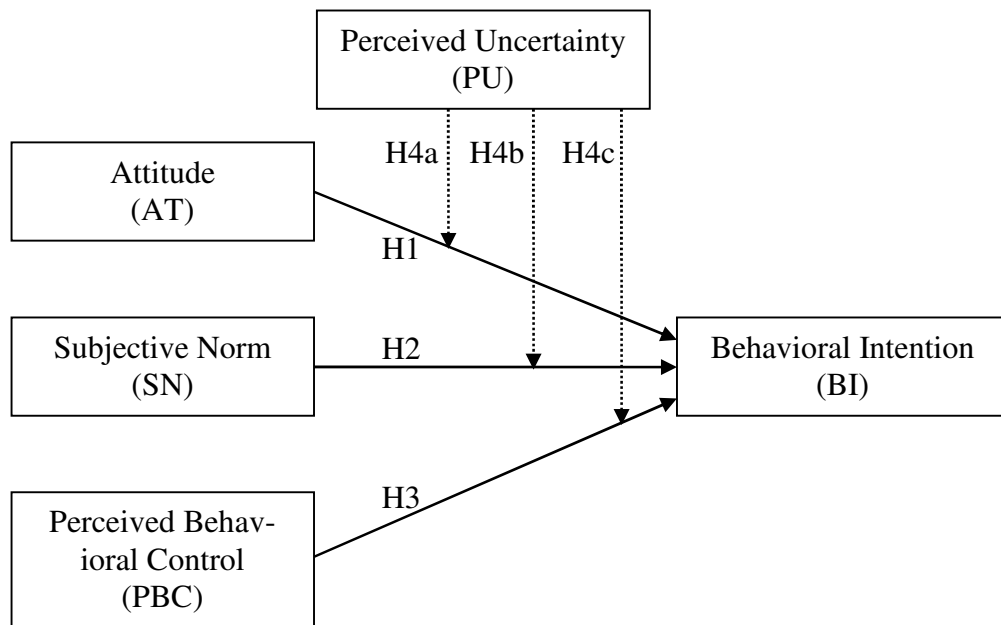 Perceived Uncertainty
(PU)
H4a
H4b
H4c
Attitude
(AT)
H1
Subjective Norm
(SN)
H2
Behavioral Intention
(BI)
H3
Perceived Behav-
ioral Control
(PBC)